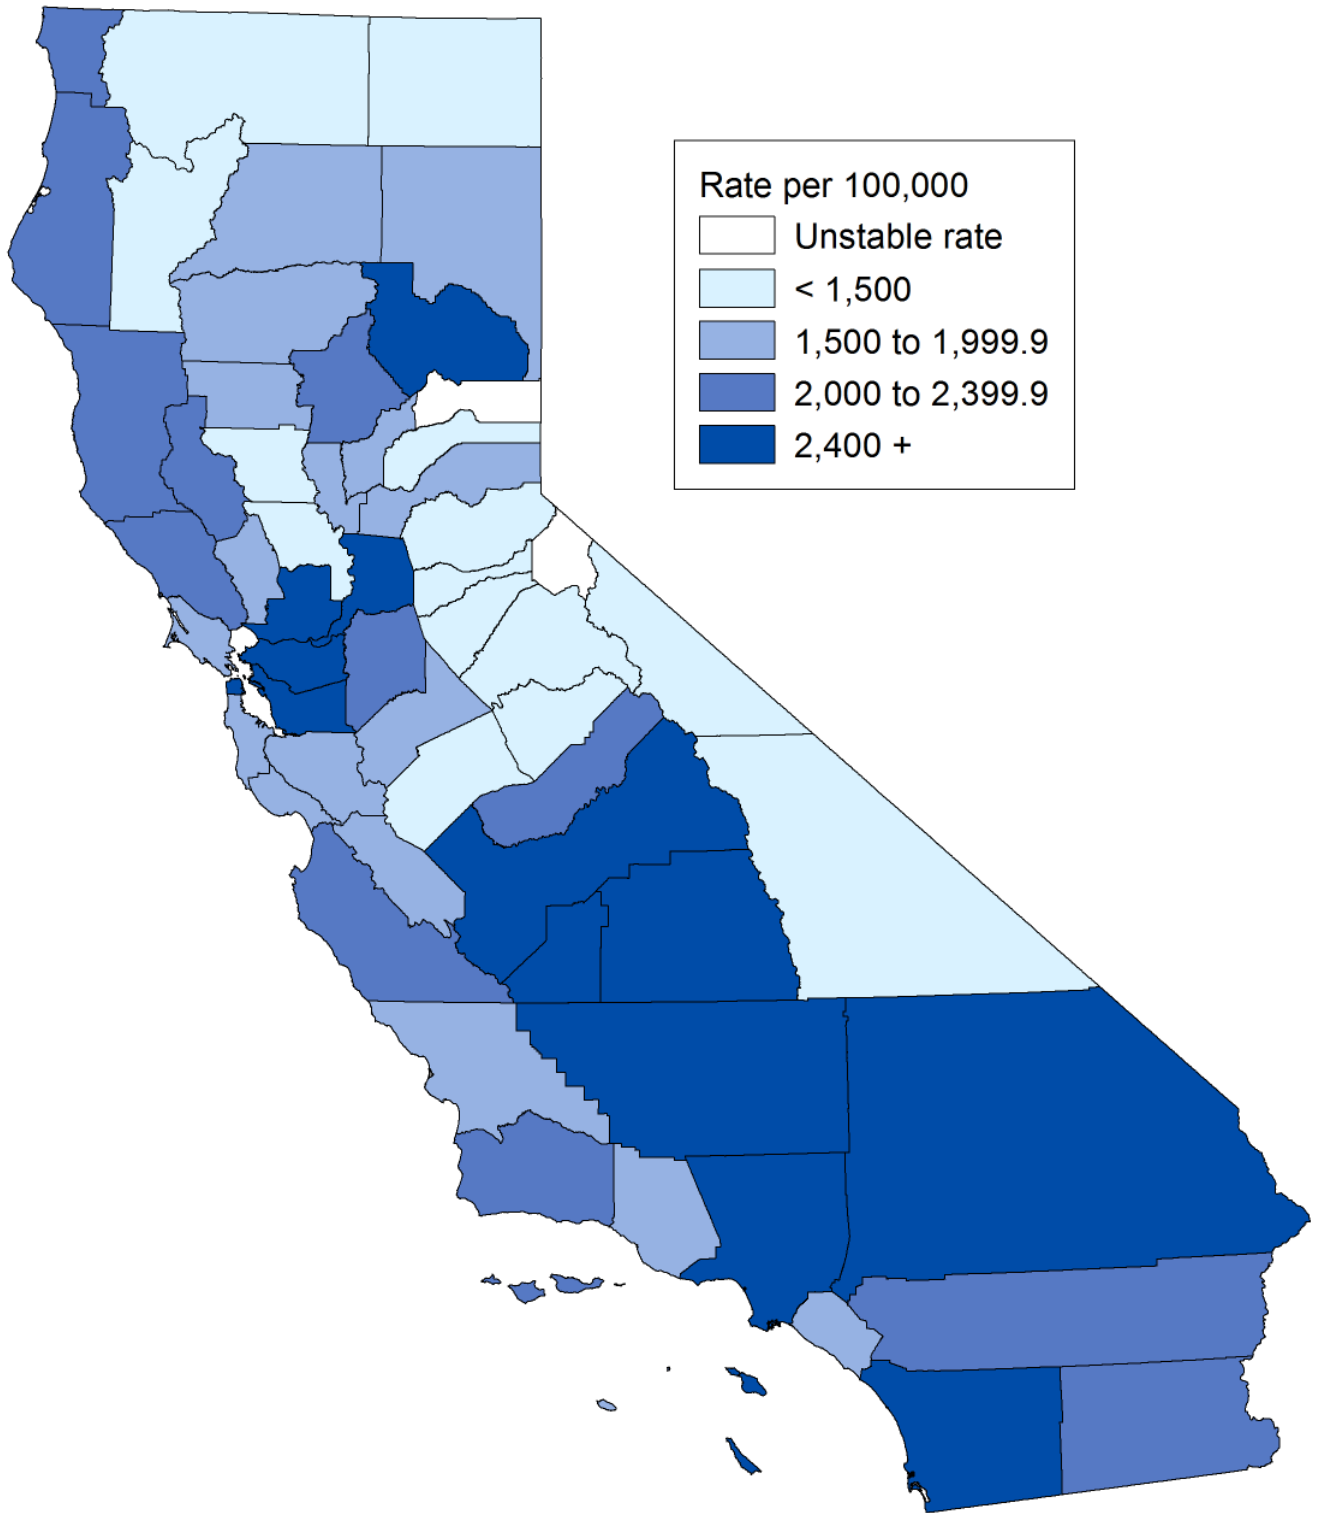 Rate per 100,000
Unstable rate
< 1,500
1,500 to 1,999.9
2,000 to 2,399.9
2,400 +